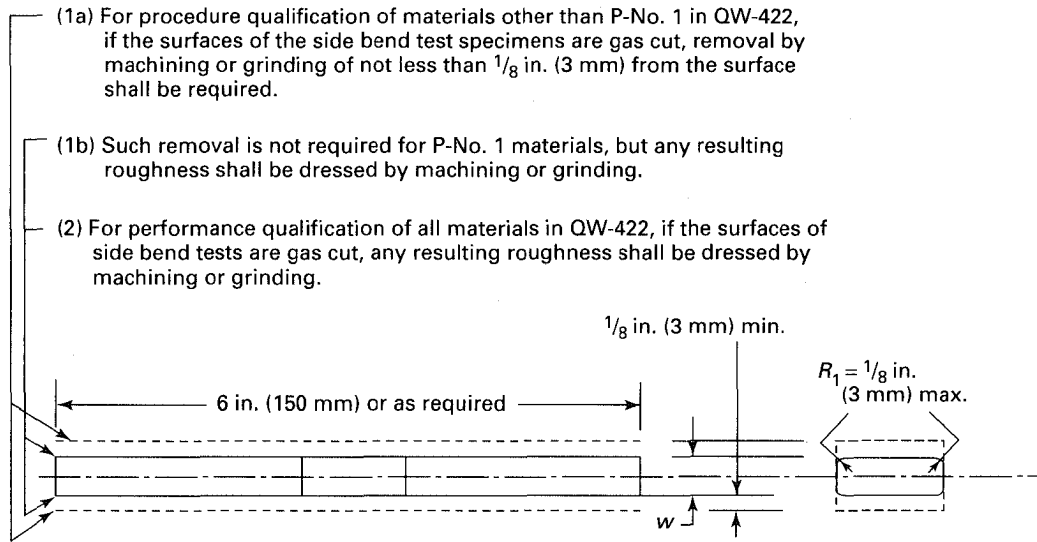 (1a) For procedure qualification of materials other than P-No. 1 in QW-422,
if the surfaces of the side bend test specimens are gas cut, removal by
machining or grinding of not less than 1/8 in. (3 mm) from the surface
shall be required.
(1b) Such removal is not required for P-No. 1 materials, but any resulting
roughness shall be dressed by machining or grinding.
(2) For performance qualification of all materials in QW-422, if the surfaces of
side bend tests are gas cut, any resulting roughness shall be dressed by
machining or grinding.
1/8 in. (3 mm) min.
R1 = 1/8 in.
(3 mm) max.
6 in. (150 mm) or as required
w